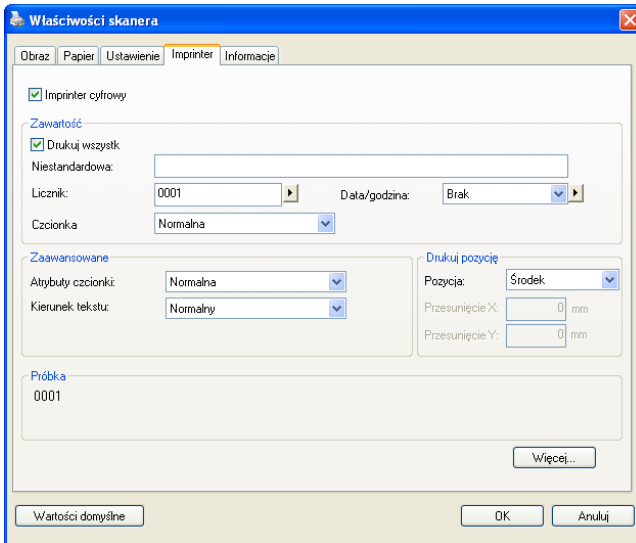 Właściwości skanera
Obraz Papier Ustawienie Imprinter Informacje
Imprinter cyfrowy
Zawartość
Drukuj wszystk
Niestandardowa:
Licznik: 0001 Data/godzina: Brak
Czcionka Normalna
Zaawansowane
Atrybuty czcionki: Normalna
Kierunek tekstu: Normalny
Drukuj pozycję
Pozycja: Środek
Przesunięcie X: 0 mm
Przesunięcie Y: 0 mm
Próbka
0001
Więcej...
Wartości domyślne OK Anuluj